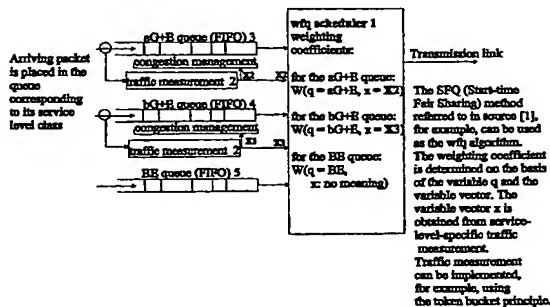 Arriving packet
is placed in the
queue
corresponding
to its service
level class
aG+E queue (FIFO) 3
congestion management
traffic measurement 2
X2
X2
bG+E queue (FIFO) 4
congestion management
traffic measurement 2
X3
X3
BE queue (FIFO) 5
wfq scheduler 1
weighting
coefficients:
for the aG+E queue:
W(q = aG+E, x = X2)
for the bG+E queue:
W(q = bG+E, x = X3)
for the BE queue:
W(q = BE,
x: no meaning)
Transmission link
The SFQ (Start-time
Fair Sharing) method
referred to in source [1],
for example, can be used
as the wfq algorithm.
The weighting coefficient
is determined on the basis
of the variable q and the
variable vector. The
variable vector x is
obtained from service-
level-specific traffic
measurement.
Traffic measurement
can be implemented,
for example, using
the token bucket principle.